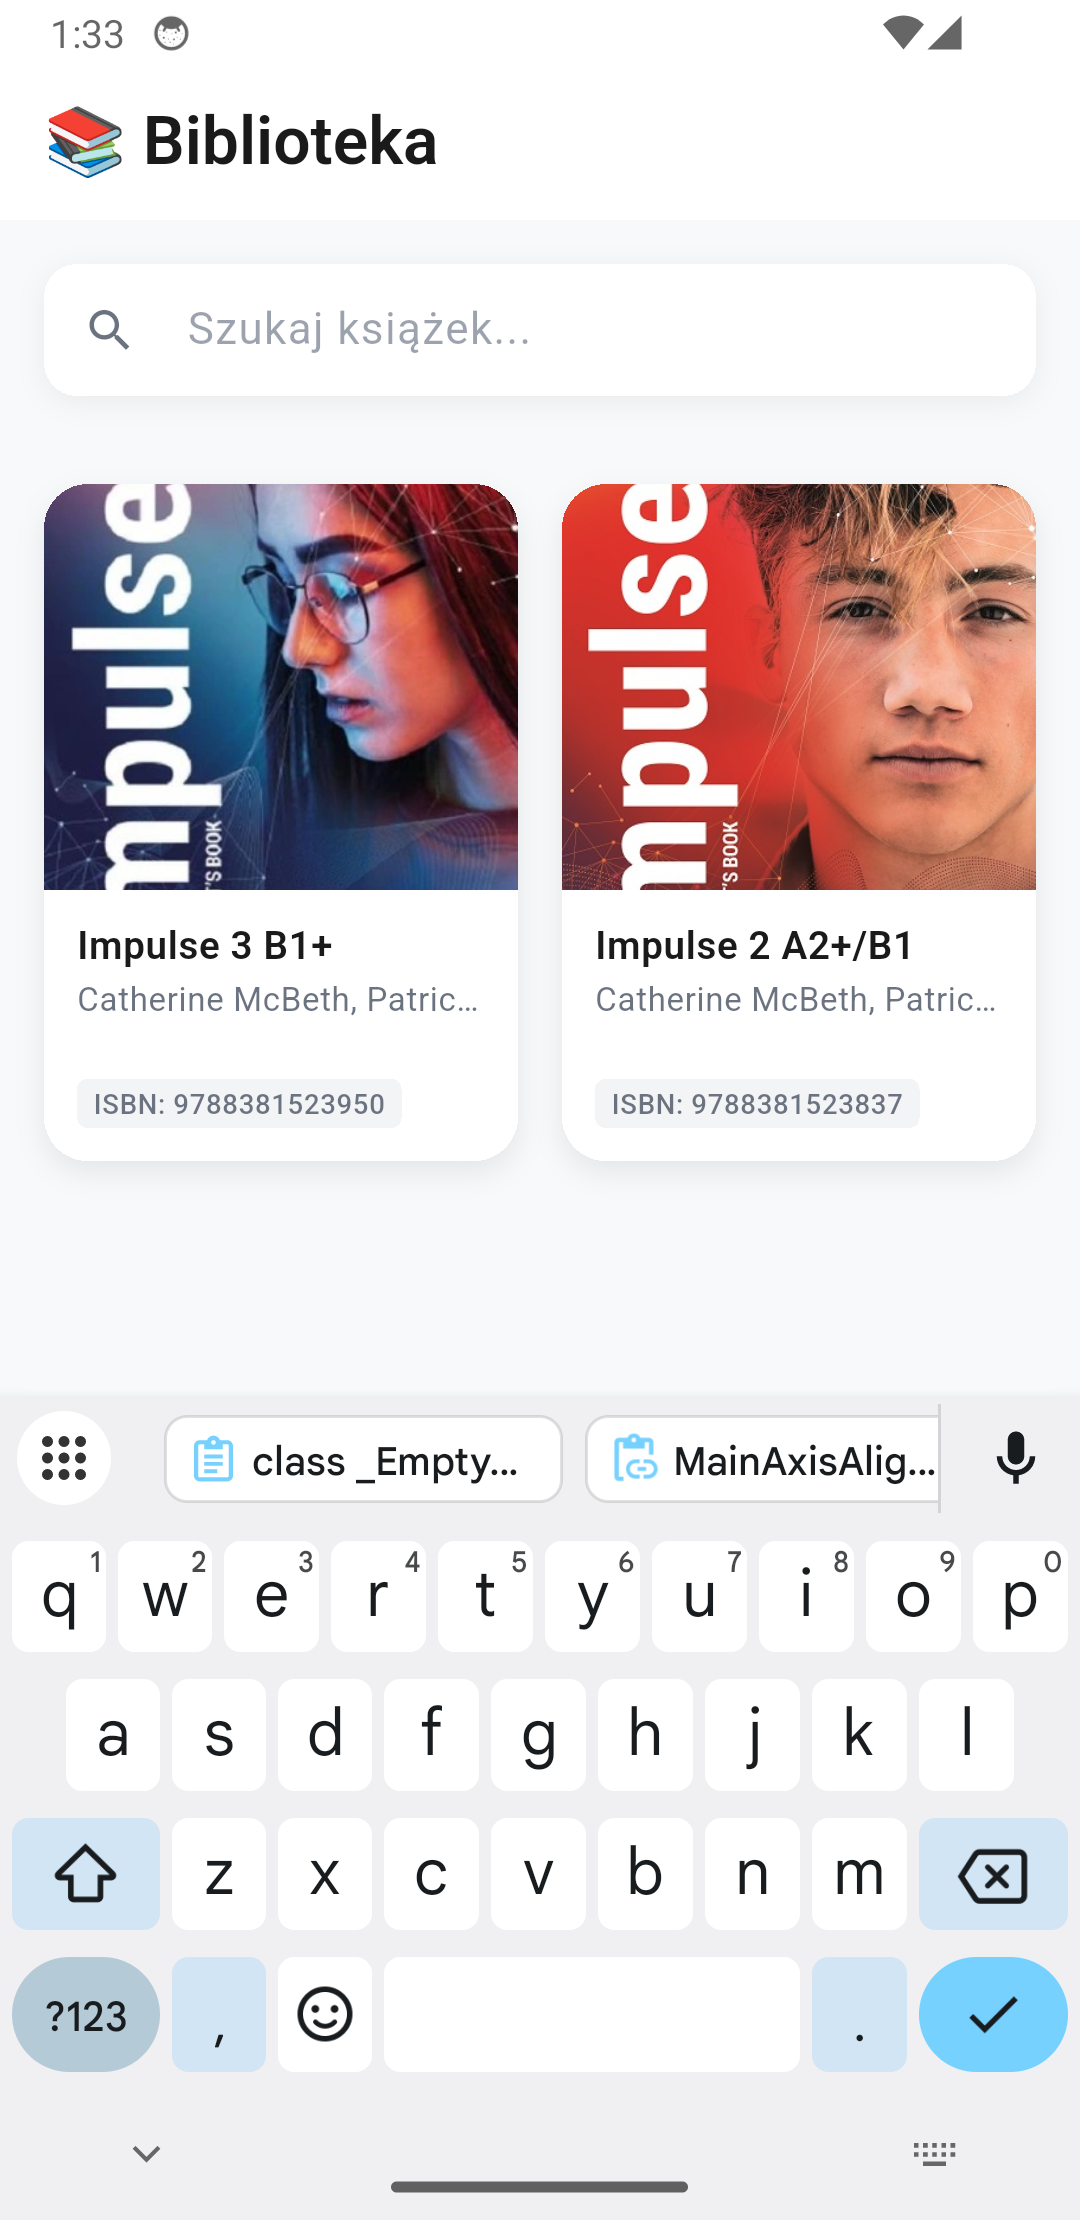 1:33
📚 Biblioteka
Szukaj książek...
mpulse
'S BOOK
mpulse
'S BOOK
Impulse 3 B1+
Catherine McBeth, Patric...
ISBN: 9788381523950
Impulse 2 A2+/B1
Catherine McBeth, Patric...
ISBN: 9788381523837
class _Empty...
MainAxisAlig...
q 1 w 2 e 3 r 4 t 5 y 6 u 7 i 8 o 9 p 0
a s d f g h j k l
z x c v b n m
?123 , .